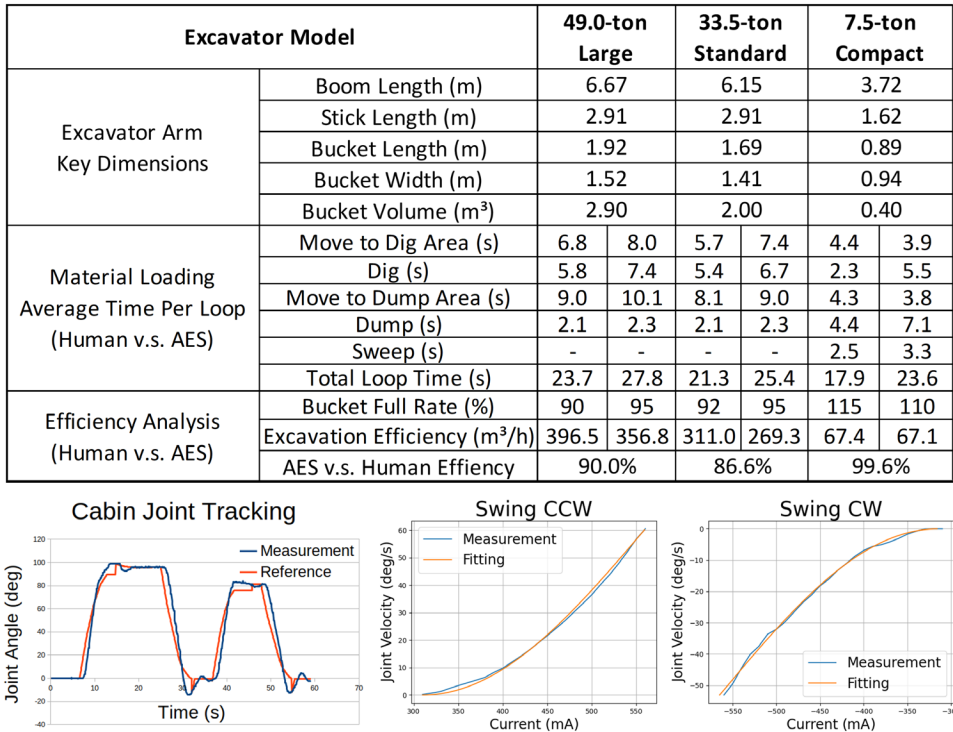 Excavator Model 49.0-ton Large 33.5-ton Standard 7.5-ton Compact
Excavator Arm Key Dimensions
Boom Length (m) 6.67 6.15 3.72
Stick Length (m) 2.91 2.91 1.62
Bucket Length (m) 1.92 1.69 0.89
Bucket Width (m) 1.52 1.41 0.94
Bucket Volume (m³) 2.90 2.00 0.40
Material Loading Average Time Per Loop (Human v.s. AES)
Move to Dig Area (s) 6.8 8.0 5.7 7.4 4.4 3.9
Dig (s) 5.8 7.4 5.4 6.7 2.3 5.5
Move to Dump Area (s) 9.0 10.1 8.1 9.0 4.3 3.8
Dump (s) 2.1 2.3 2.1 2.3 4.4 7.1
Sweep (s) - - - - 2.5 3.3
Total Loop Time (s) 23.7 27.8 21.3 25.4 17.9 23.6
Efficiency Analysis (Human v.s. AES)
Bucket Full Rate (%) 90 95 92 95 115 110
Excavation Efficiency (m³/h) 396.5 356.8 311.0 269.3 67.4 67.1
AES v.s. Human Effiency 90.0% 86.6% 99.6%
Cabin Joint Tracking
Joint Angle (deg)
120
100
80
60
40
20
0
-20
-40
Measurement
Reference
0 10 20 30 40 50 60 70
Time (s)
Swing CCW
Joint Velocity (deg/s)
60
50
40
30
20
10
0
Measurement
Fitting
300 350 400 450 500 550
Current (mA)
Swing CW
Joint Velocity (deg/s)
0
−10
−20
−30
−40
−50
Measurement
Fitting
−550 −500 −450 −400 −350
Current (mA)